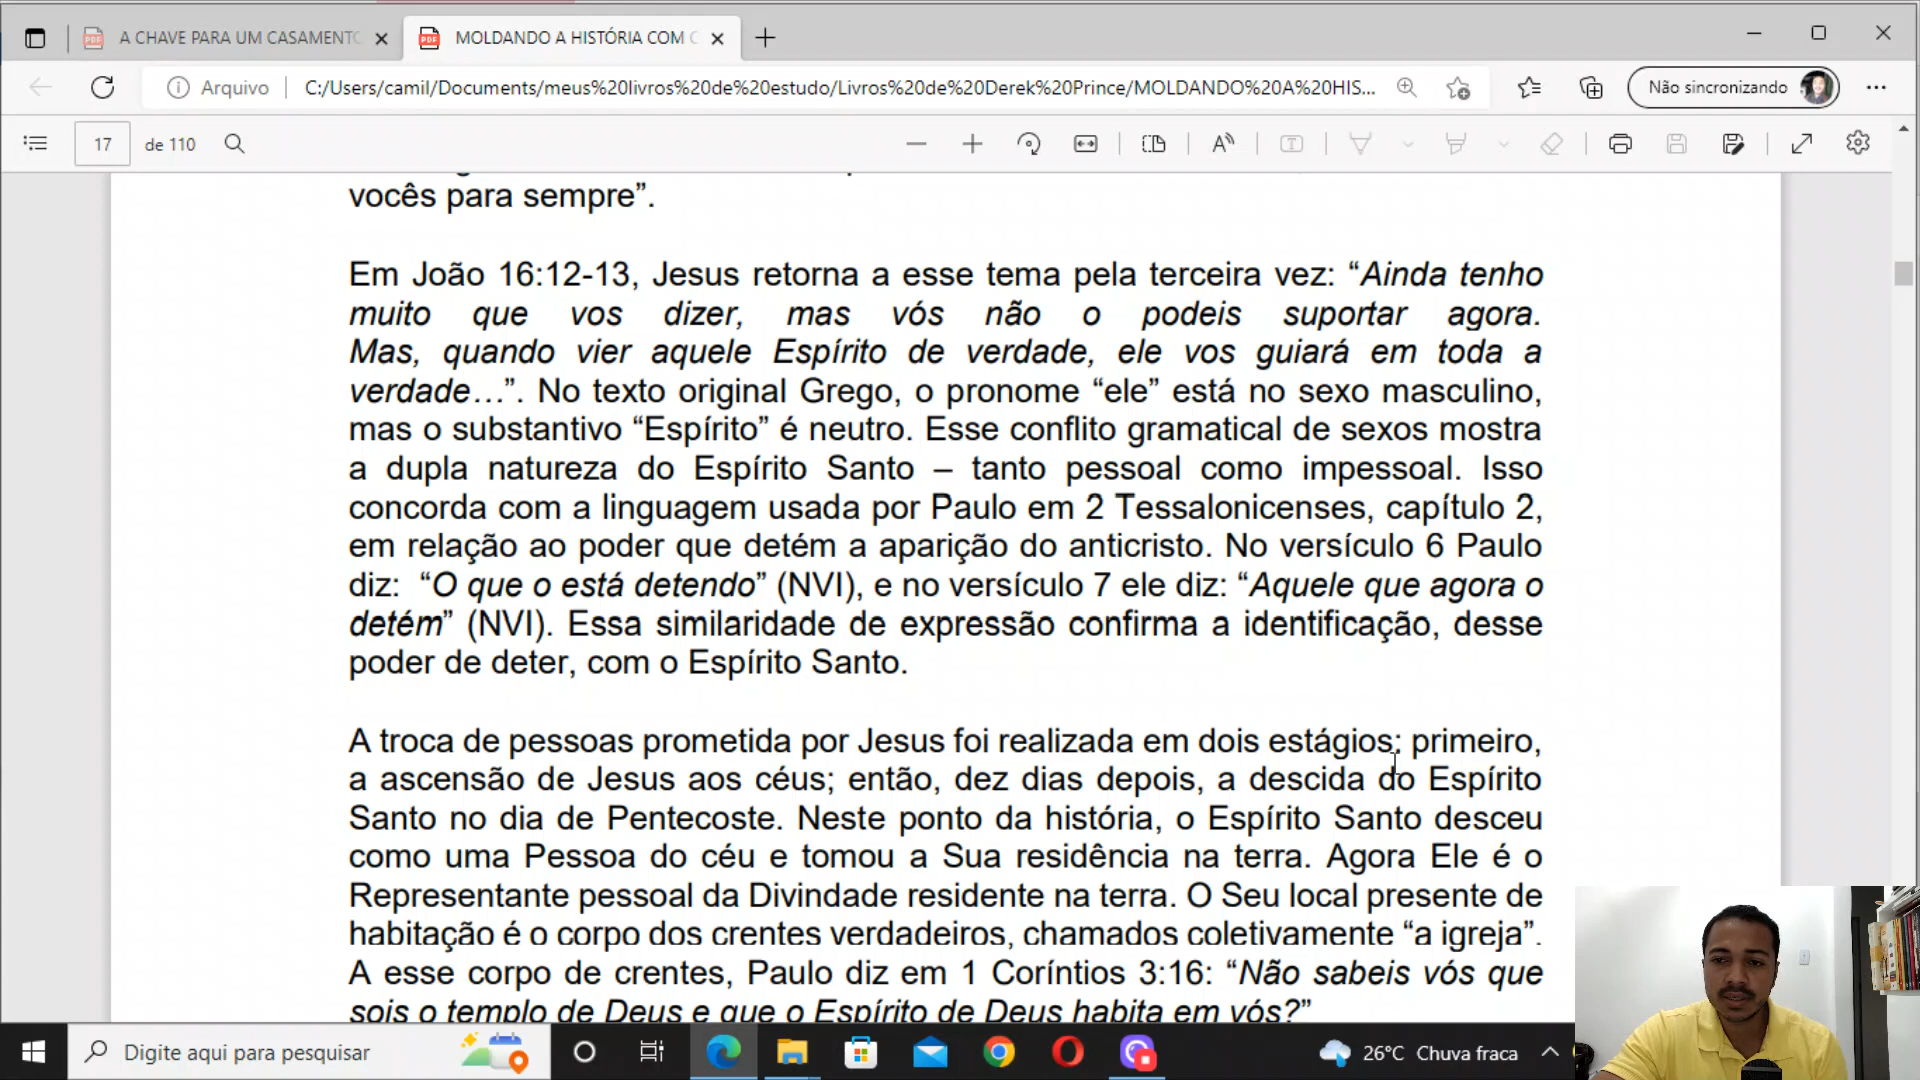 A CHAVE PARA UM CASAMENTO
MOLDANDO A HISTÓRIA COM
Arquivo
C:/Users/camil/Documents/meus%20livros%20de%20estudo/Livros%20de%20Derek%20Prince/MOLDANDO%20A%20HIS...
Não sincronizando
17
de 110
vocês para sempre”.
Em João 16:12-13, Jesus retorna a esse tema pela terceira vez: “Ainda tenho
muito que vos dizer, mas vós não o podeis suportar agora.
Mas, quando vier aquele Espírito de verdade, ele vos guiará em toda a
verdade…”. No texto original Grego, o pronome “ele” está no sexo masculino,
mas o substantivo “Espírito” é neutro. Esse conflito gramatical de sexos mostra
a dupla natureza do Espírito Santo – tanto pessoal como impessoal. Isso
concorda com a linguagem usada por Paulo em 2 Tessalonicenses, capítulo 2,
em relação ao poder que detém a aparição do anticristo. No versículo 6 Paulo
diz: “O que o está detendo” (NVI), e no versículo 7 ele diz: “Aquele que agora o
detém” (NVI). Essa similaridade de expressão confirma a identificação, desse
poder de deter, com o Espírito Santo.
A troca de pessoas prometida por Jesus foi realizada em dois estágios: primeiro,
a ascensão de Jesus aos céus; então, dez dias depois, a descida do Espírito
Santo no dia de Pentecoste. Neste ponto da história, o Espírito Santo desceu
como uma Pessoa do céu e tomou a Sua residência na terra. Agora Ele é o
Representante pessoal da Divindade residente na terra. O Seu local presente de
habitação é o corpo dos crentes verdadeiros, chamados coletivamente “a igreja”.
A esse corpo de crentes, Paulo diz em 1 Coríntios 3:16: “Não sabeis vós que
sois o templo de Deus e que o Espírito de Deus habita em vós?”
Digite aqui para pesquisar
26°C Chuva fraca